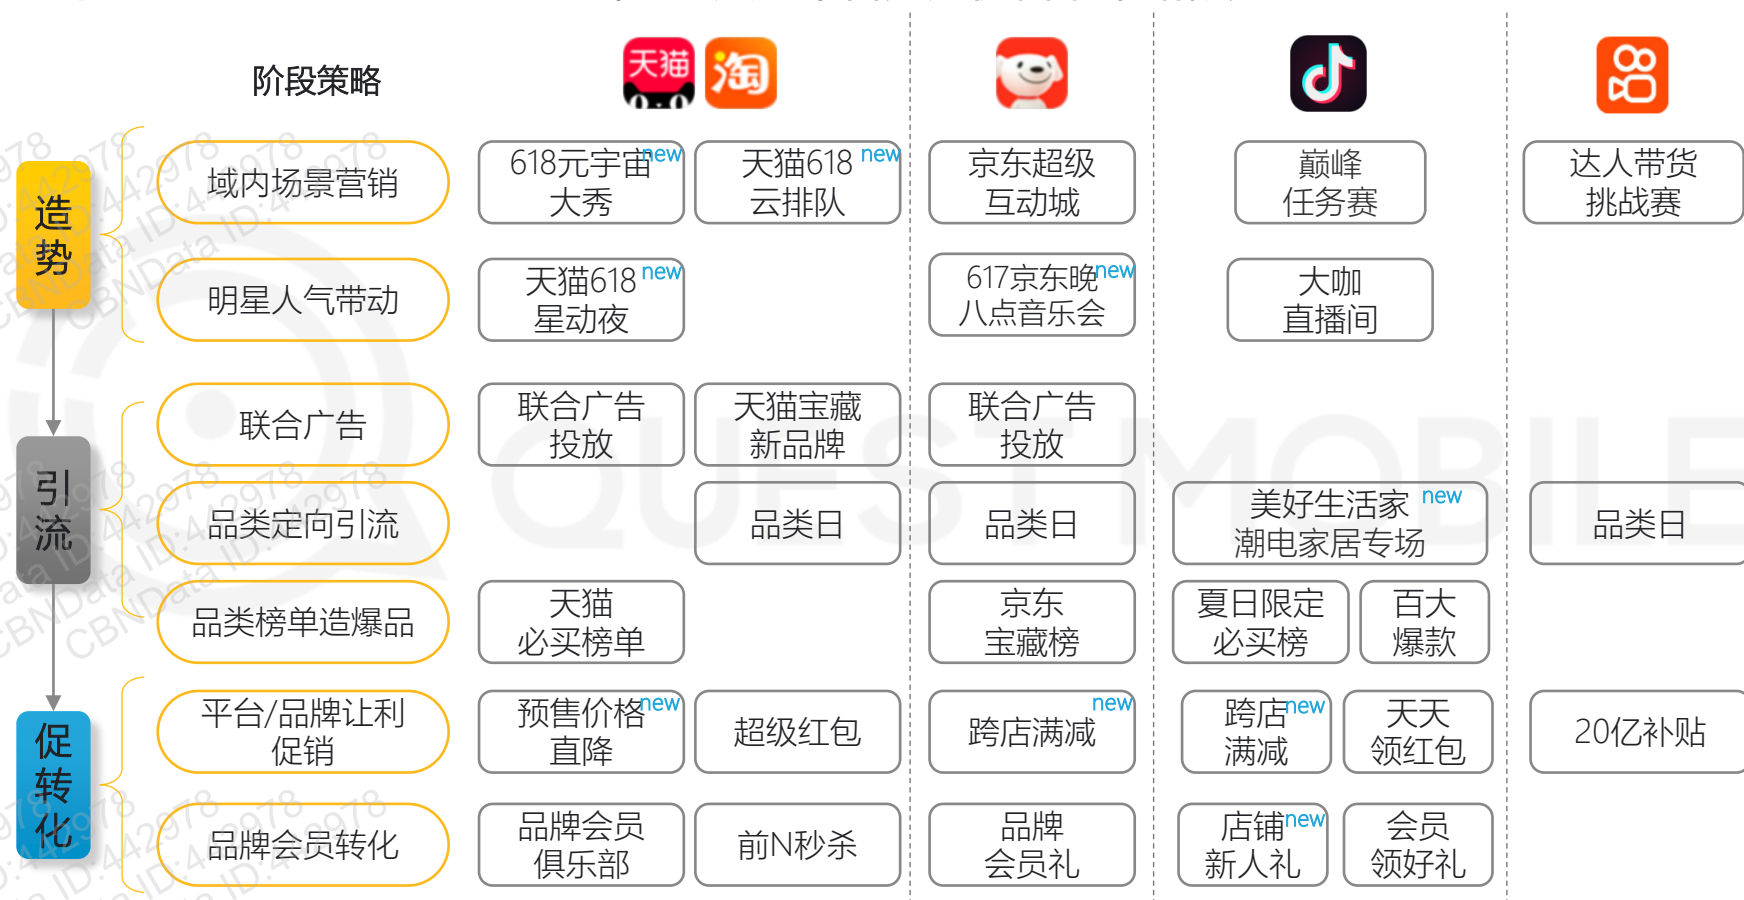 阶段策略
天猫
淘
造势
域内场景营销
618元宇宙
大秀
new
天猫618
云排队
new
京东超级
互动城
巅峰
任务赛
达人带货
挑战赛
明星人气带动
天猫618
星动夜
new
617京东晚
八点音乐会
new
大咖
直播间
引流
联合广告
联合广告
投放
天猫宝藏
新品牌
联合广告
投放
品类定向引流
品类日
品类日
美好生活家
潮电家居专场
new
品类日
品类榜单造爆品
天猫
必买榜单
京东
宝藏榜
夏日限定
必买榜
百大
爆款
促转化
平台/品牌让利
促销
预售价格
直降
new
超级红包
跨店满减
new
跨店
满减
new
天天
领红包
20亿补贴
品牌会员转化
品牌会员
俱乐部
前N秒杀
品牌
会员礼
店铺
新人礼
new
会员
领好礼
QUEST MOBILE
CBNData ID:442978
CBNData ID:442978